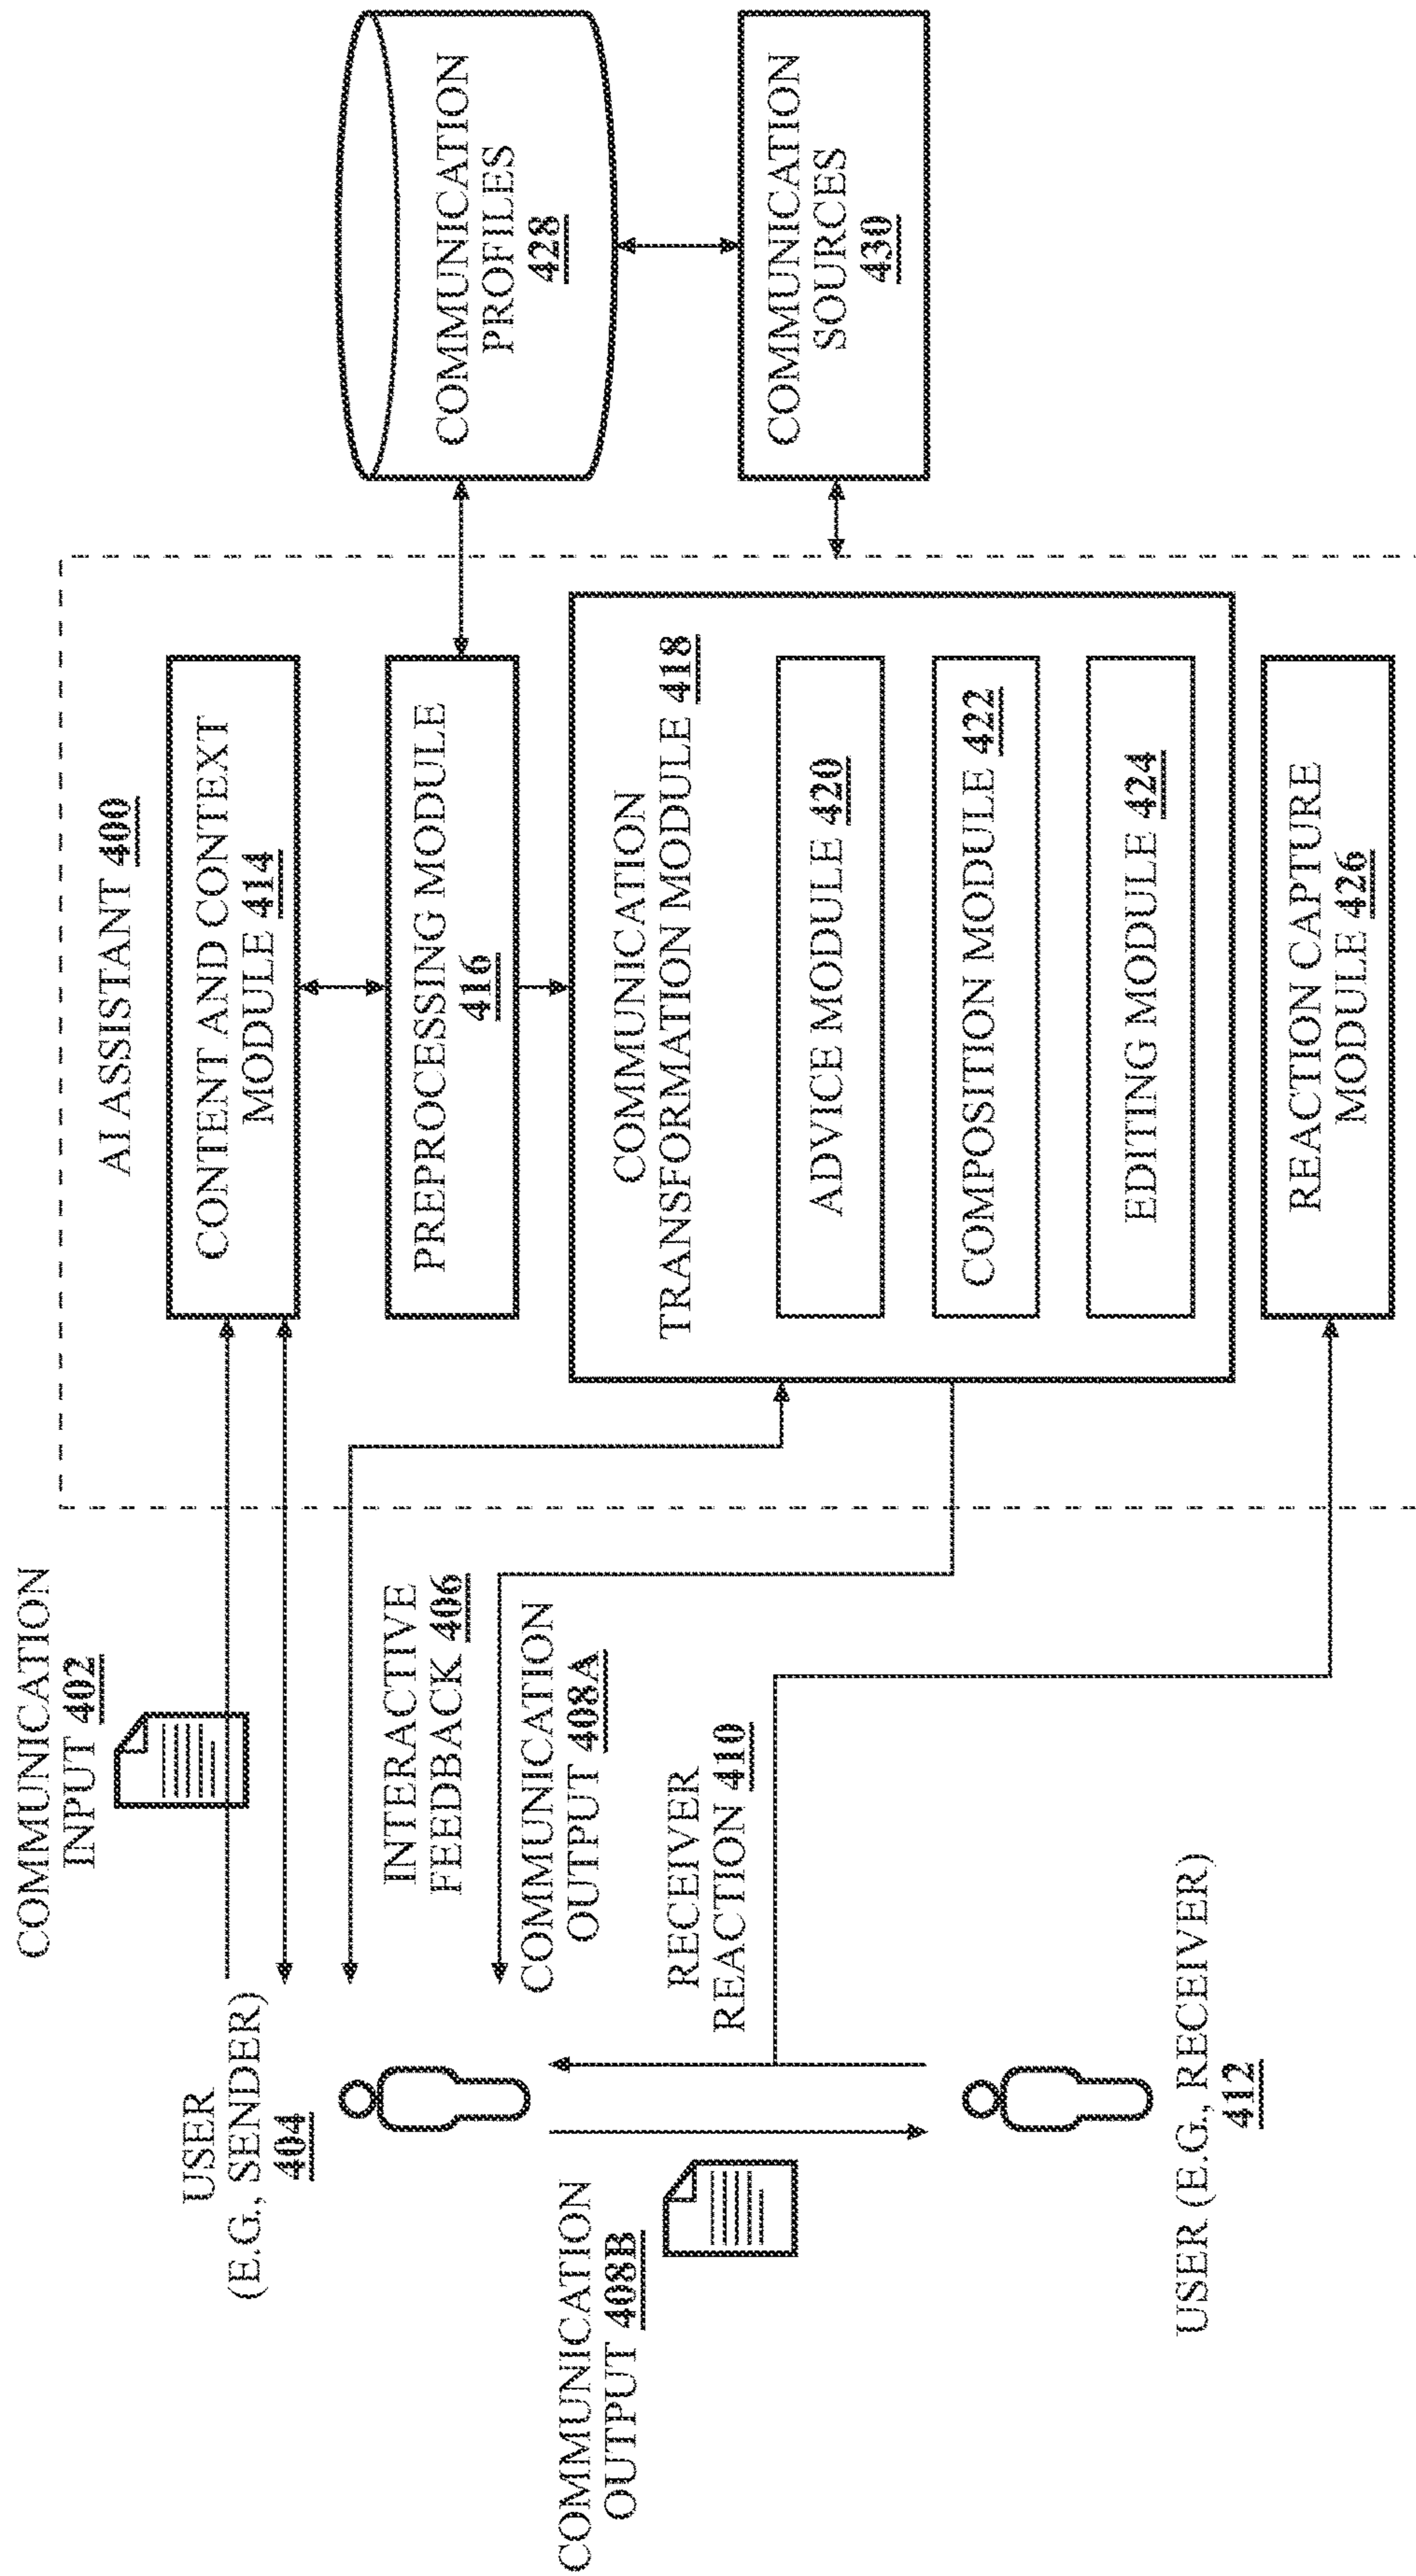 COMMUNICATION
INPUT 402
USER
(E.G., SENDER)
404
INTERACTIVE
FEEDBACK 406
COMMUNICATION
OUTPUT 408A
COMMUNICATION
OUTPUT 408B
RECEIVER
REACTION 410
USER (E.G., RECEIVER)
412
AI ASSISTANT 400
CONTENT AND CONTEXT
MODULE 414
PREPROCESSING MODULE
416
COMMUNICATION
TRANSFORMATION MODULE 418
ADVICE MODULE 420
COMPOSITION MODULE 422
EDITING MODULE 424
REACTION CAPTURE
MODULE 426
COMMUNICATION
PROFILES
428
COMMUNICATION
SOURCES
430